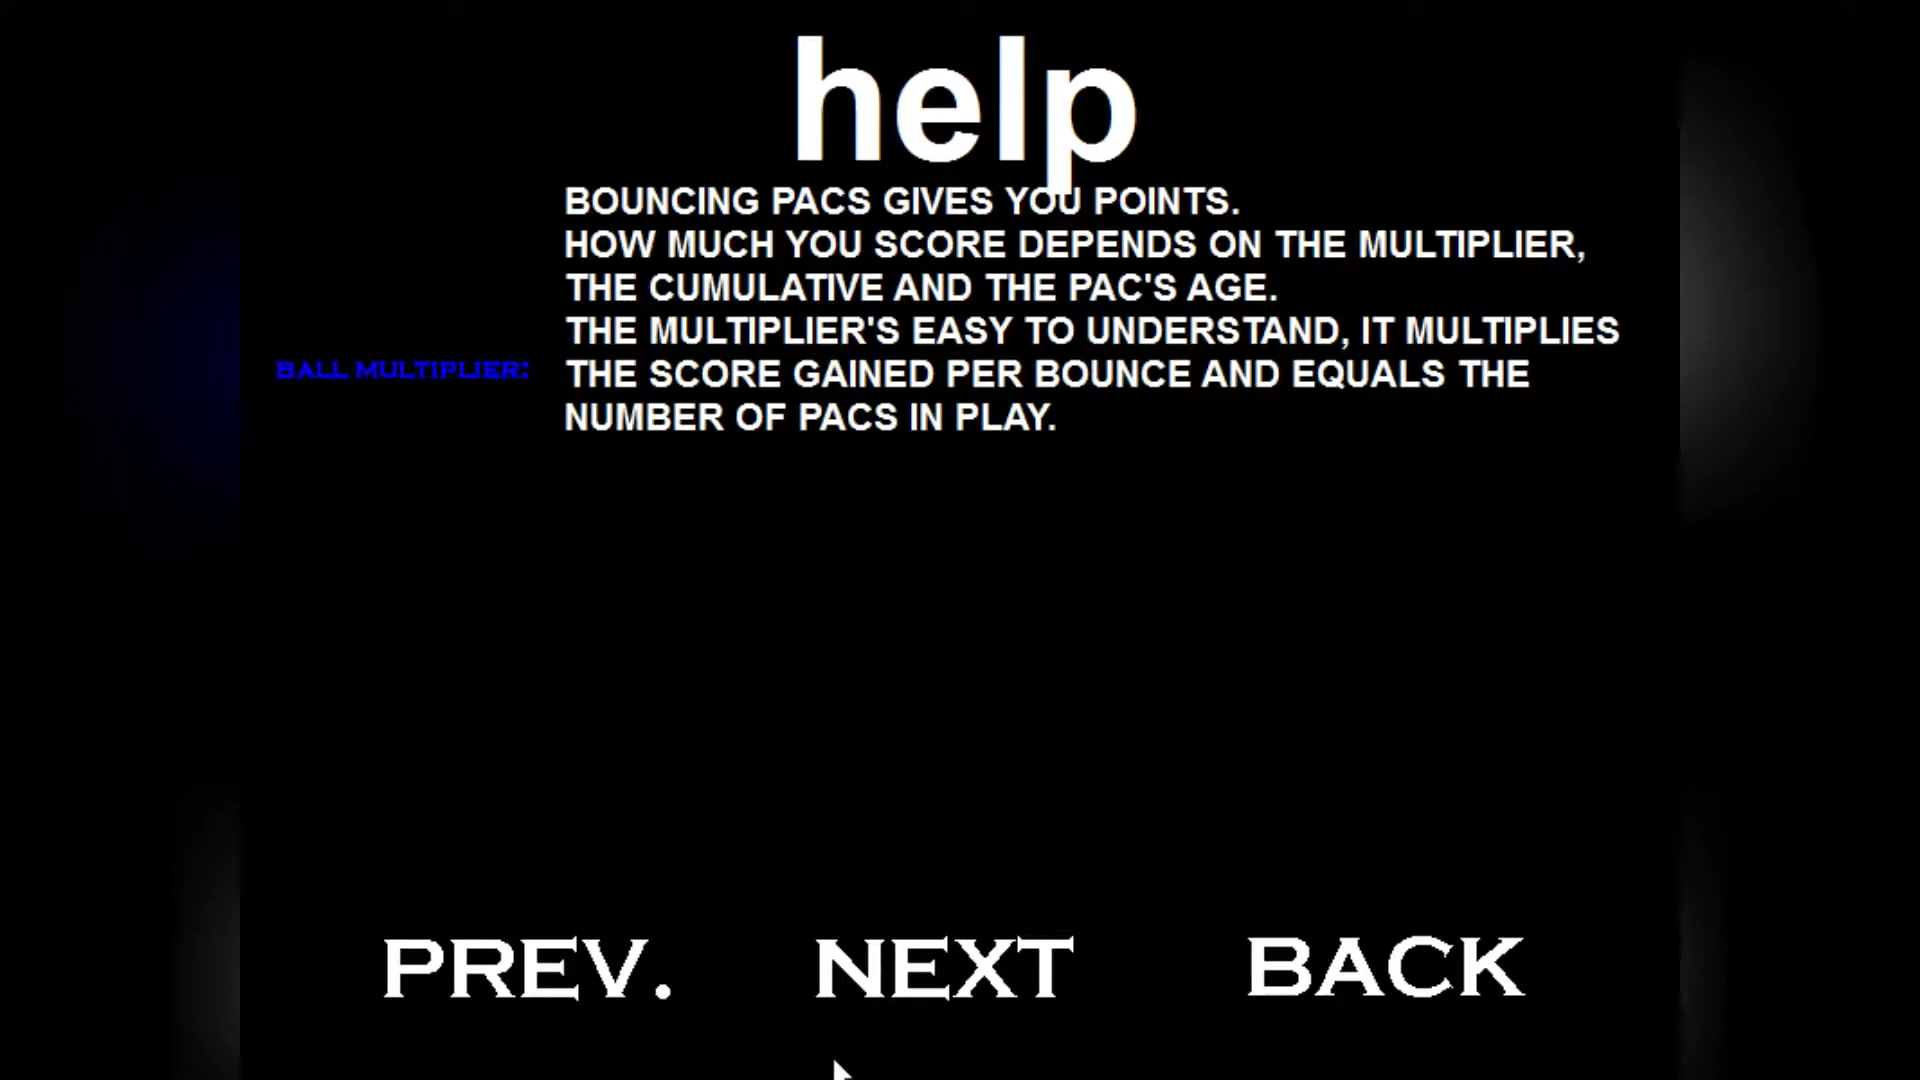 help
BOUNCING PACS GIVES YOU POINTS.
HOW MUCH YOU SCORE DEPENDS ON THE MULTIPLIER,
THE CUMULATIVE AND THE PAC'S AGE.
THE MULTIPLIER'S EASY TO UNDERSTAND, IT MULTIPLIES
BALL MULTIPLIER:
THE SCORE GAINED PER BOUNCE AND EQUALS THE
NUMBER OF PACS IN PLAY.
PREV. NEXT BACK